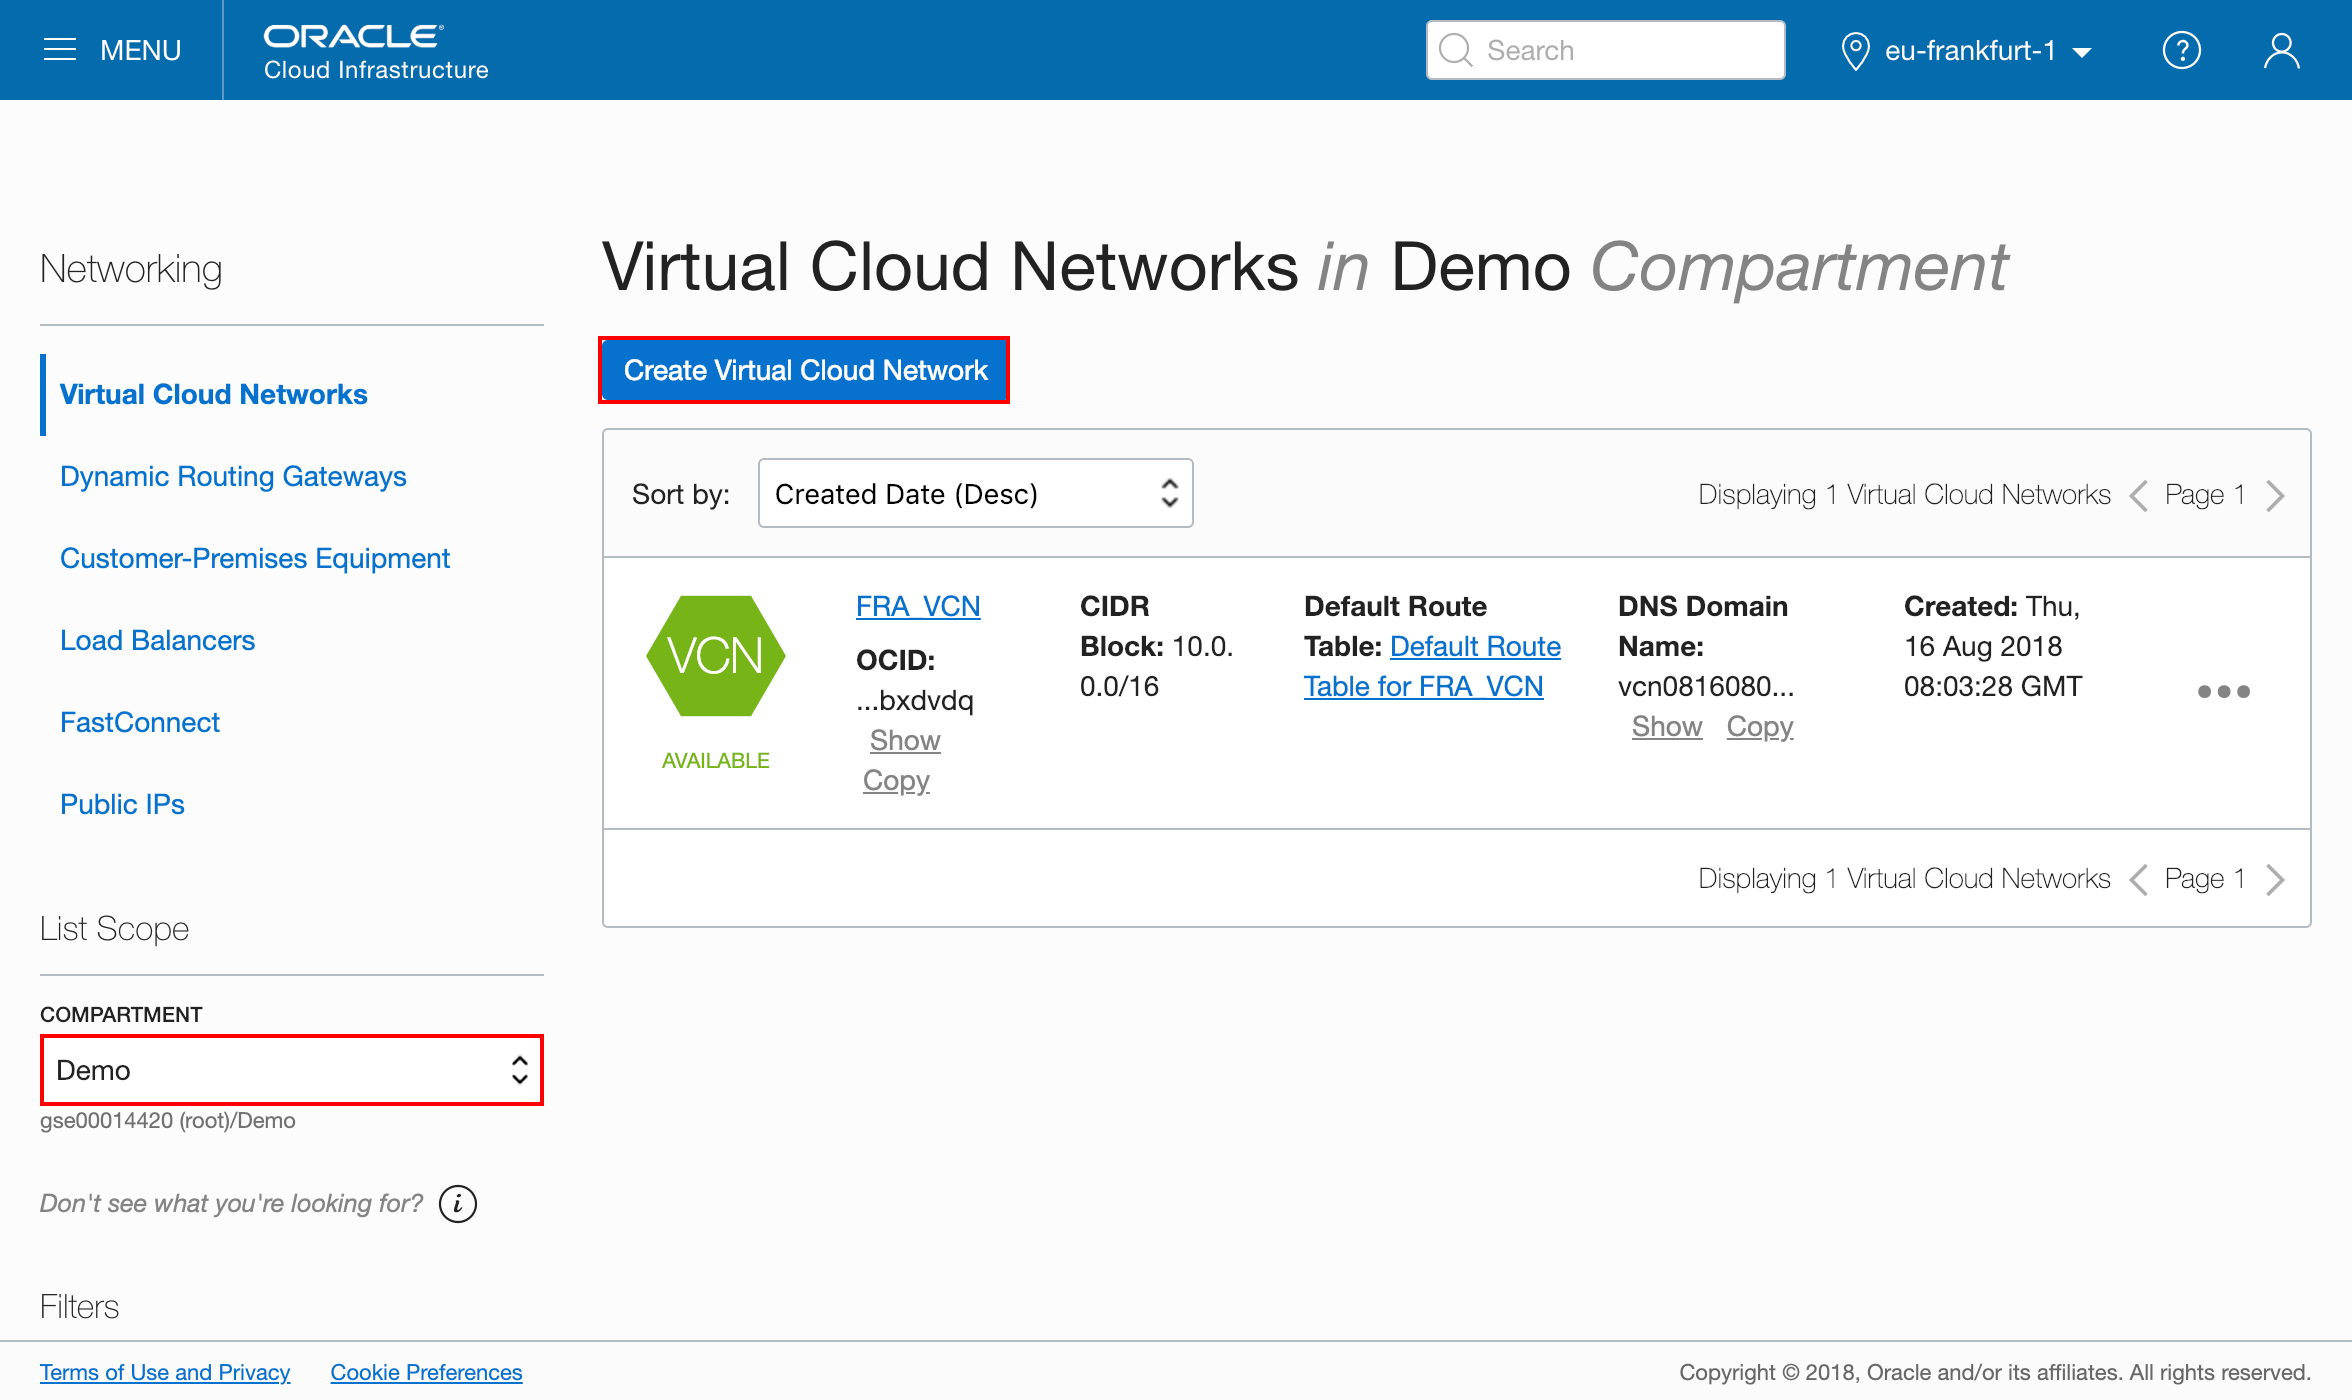 MENU
ORACLE
Cloud Infrastructure
Search
eu-frankfurt-1
?
Networking
Virtual Cloud Networks
Dynamic Routing Gateways
Customer-Premises Equipment
Load Balancers
FastConnect
Public IPs
List Scope
COMPARTMENT
Demo
gse00014420 (root)/Demo
Don't see what you're looking for? i
Filters
Virtual Cloud Networks in Demo Compartment
Create Virtual Cloud Network
Sort by: Created Date (Desc)
Displaying 1 Virtual Cloud Networks Page 1
VCN
AVAILABLE
FRA_VCN
OCID:
...bxdvdq
Show
Copy
CIDR
Block: 10.0.
0.0/16
Default Route
Table: Default Route
Table for FRA_VCN
DNS Domain
Name:
vcn0816080...
Show Copy
Created: Thu,
16 Aug 2018
08:03:28 GMT
Displaying 1 Virtual Cloud Networks Page 1
Terms of Use and Privacy Cookie Preferences
Copyright © 2018, Oracle and/or its affiliates. All rights reserved.